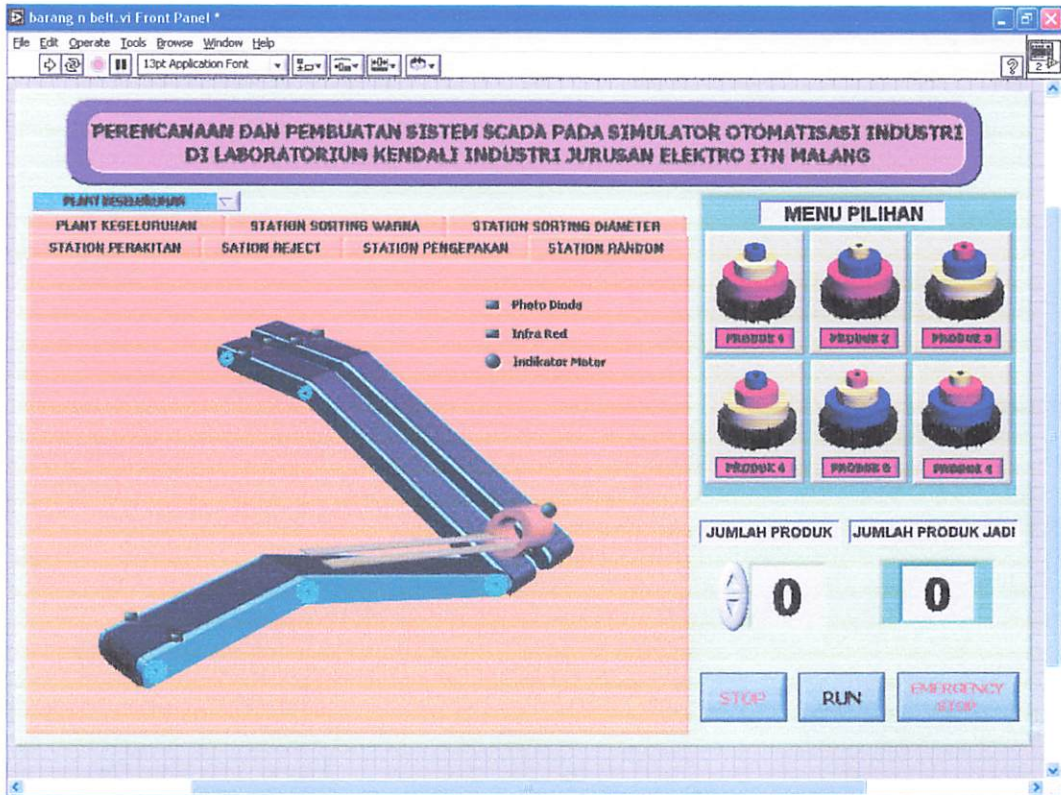 barang n belt.vi Front Panel *
File Edit Operate Tools Browse Window Help
13pt Application Font
2
PERENCANAAN DAN PEMBUATAN SISTEM SCADA PADA SIMULATOR OTOMATISASI INDUSTRI
DI LABORATORIUM KENDALI INDUSTRI JURUSAN ELEKTRO ITN MALANG
PLANT KESELURUHAN
PLANT KESELURUHAN STATION SORTING WARNA STATION SORTING DIAMETER
STATION PERAKITAN SATION REJECT STATION PENGEPAKAN STATION RANDOM
Photo Dioda
Infra Red
Indikator Motor
MENU PILIHAN
PRODUK 1 PRODUK 2 PRODUK 3
PRODUK 4 PRODUK PRODUK
JUMLAH PRODUK JUMLAH PRODUK JADI
0 0
STOP RUN EMERGENCY
STOP